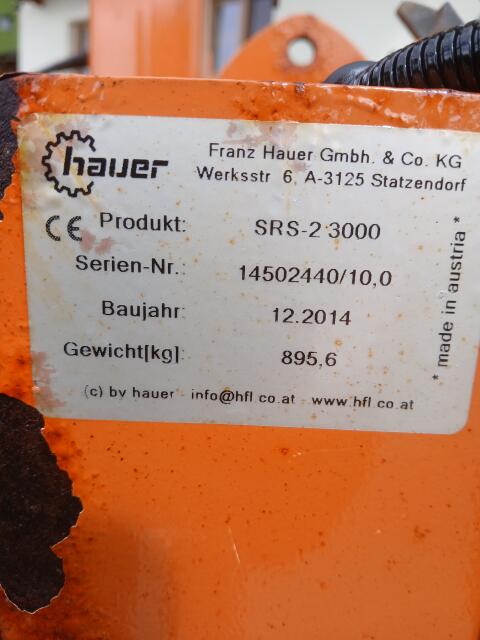 hauer
Franz Hauer Gmbh. & Co. KG
Werksstr 6, A-3125 Statzendorf
CE Produkt: SRS-2 3000
Serien-Nr.: 14502440/10,0
Baujahr: 12.2014
Gewicht[kg]: 895,6
(c) by hauer - info@hfl.co.at - www.hfl.co.at
* made in austria *